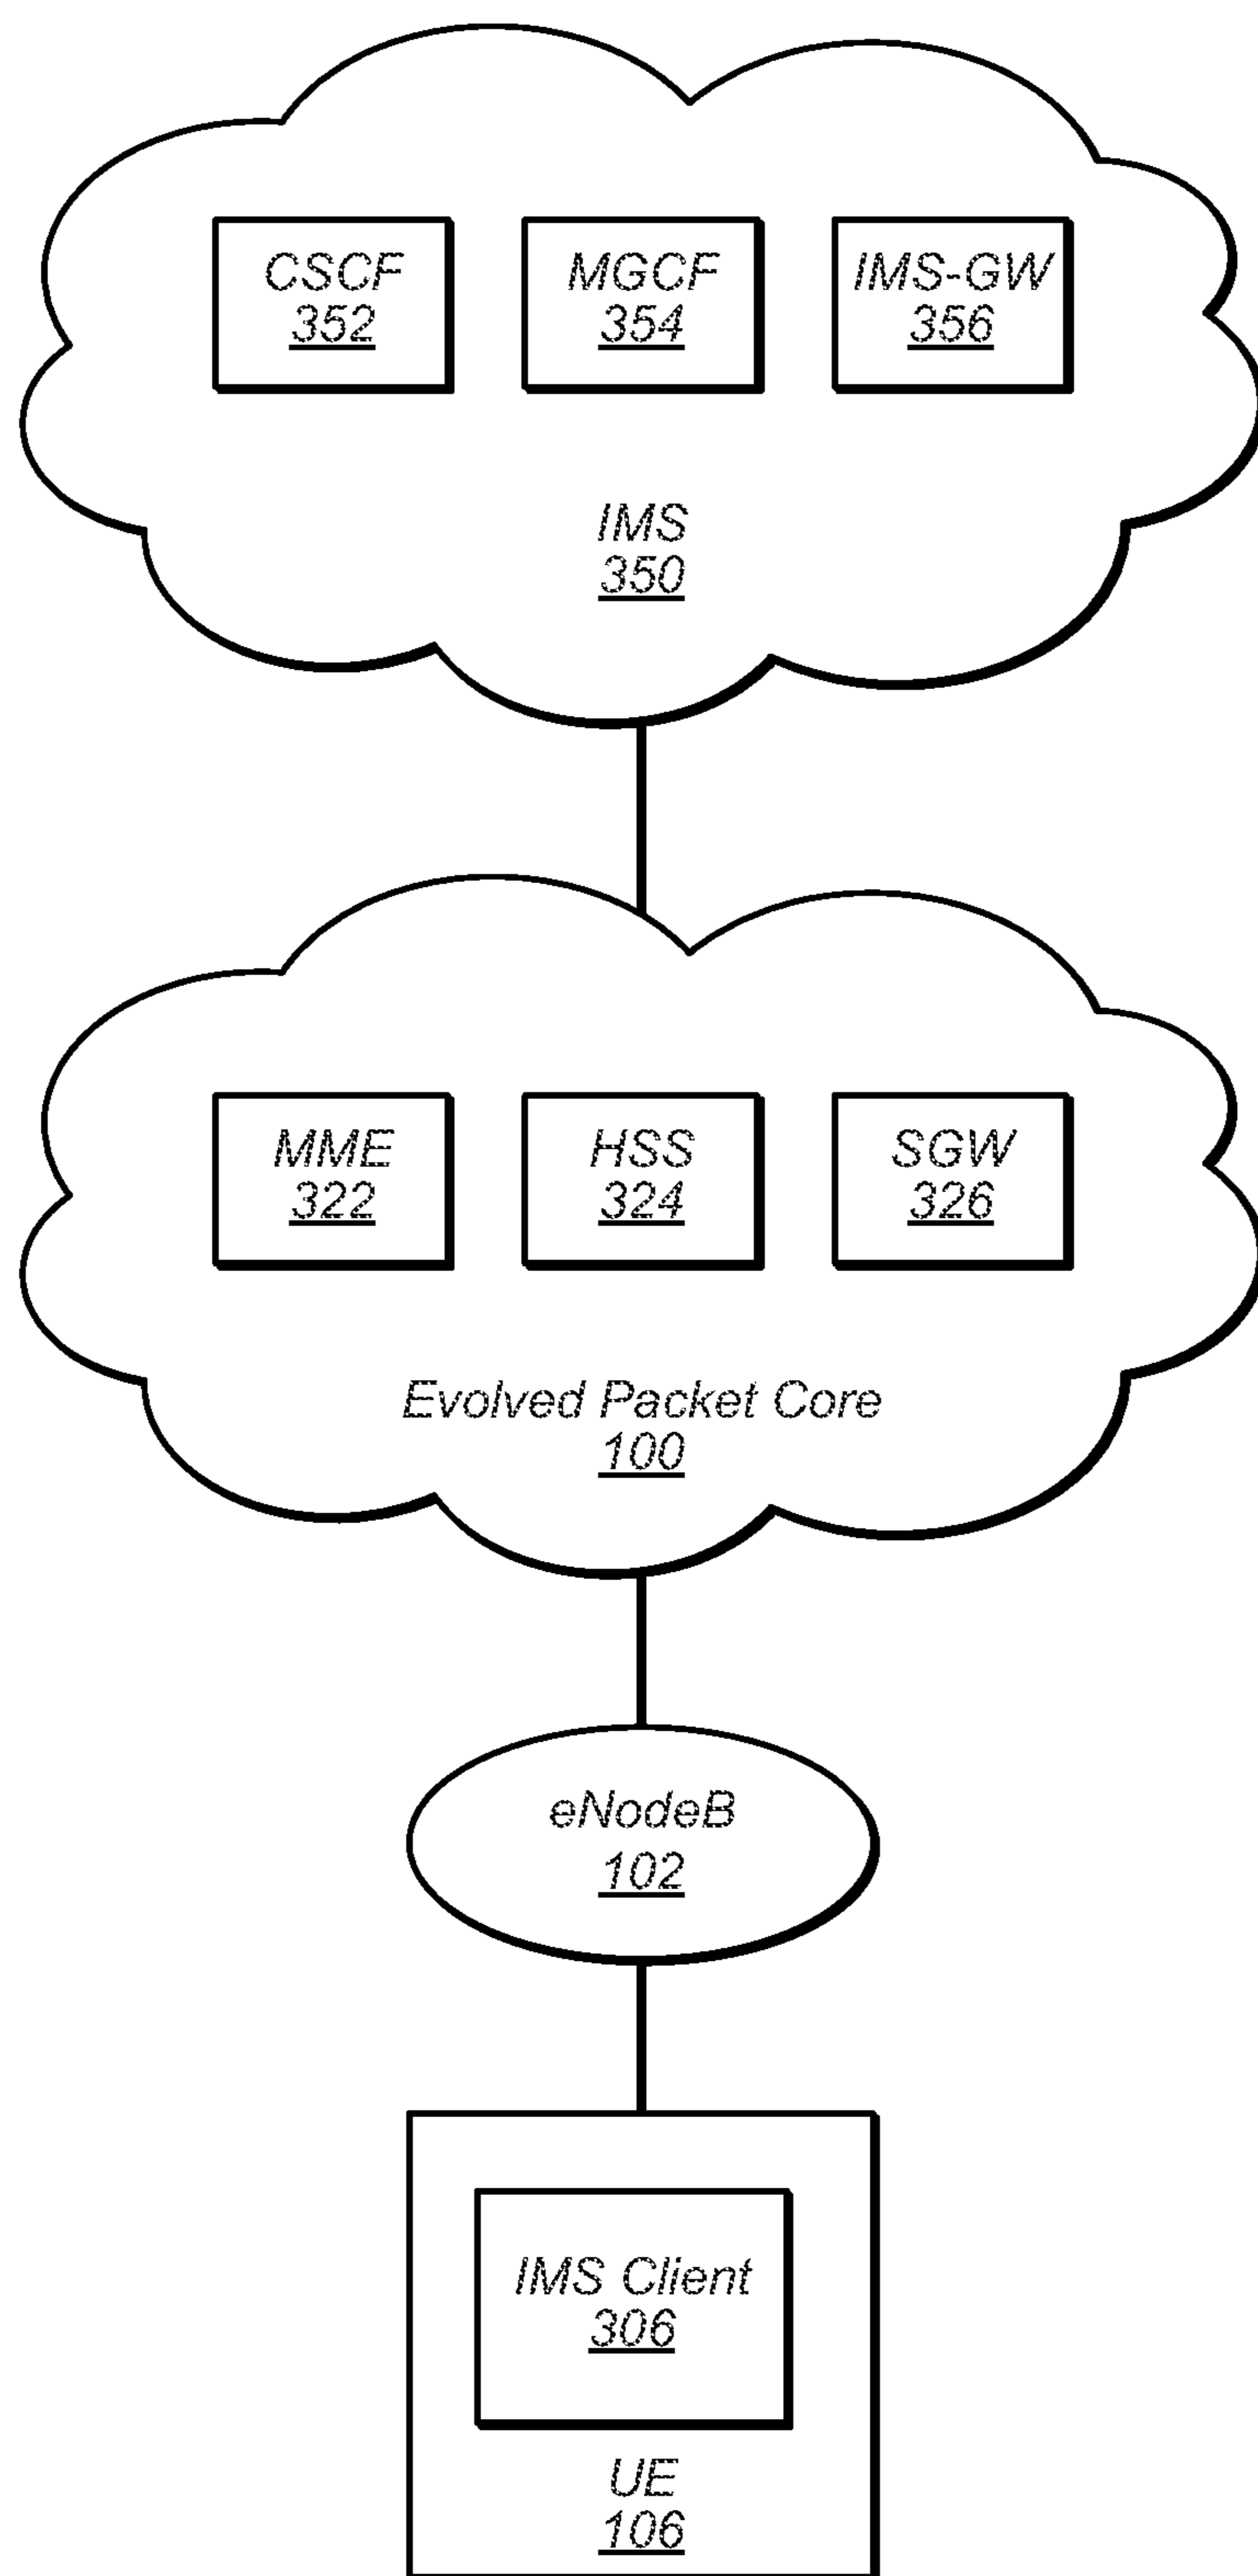 CSCF
352
MGCF
354
IMS-GW
356
IMS
350
MME
322
HSS
324
SGW
326
Evolved Packet Core
100
eNodeB
102
IMS Client
306
UE
106